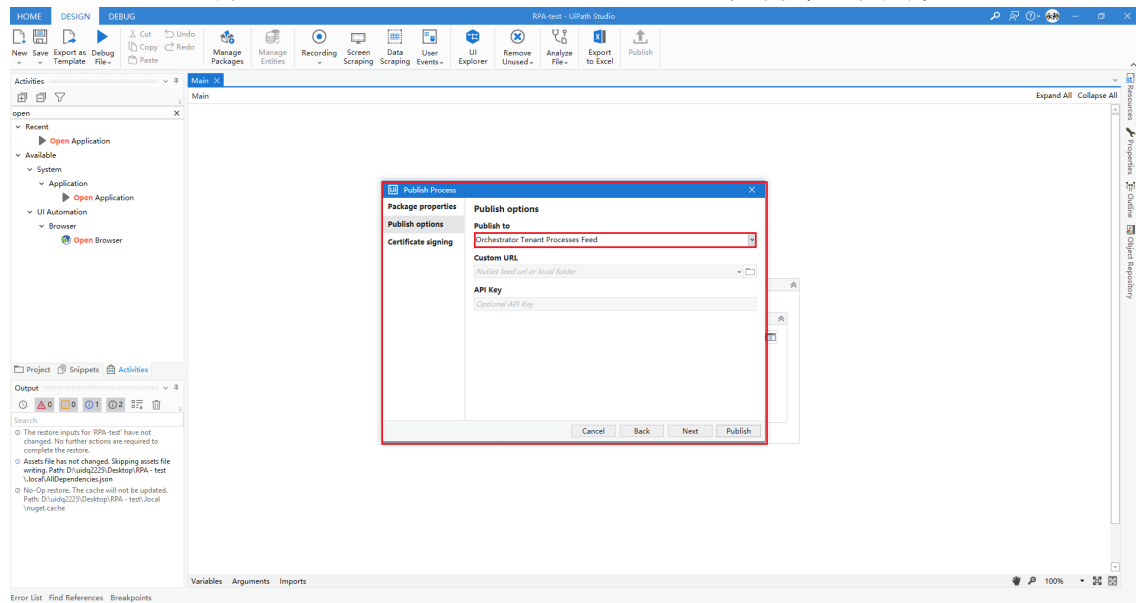 HOME DESIGN DEBUG
RPA-test - UiPath Studio
New Save Export as Template Debug File
Cut Copy Paste
Undo Redo
Manage Packages
Manage Entities
Recording
Screen Scraping
Data Scraping
User Events
UI Explorer
Remove Unused
Analyze File
Export to Excel
Publish
Activities
Main
Main
Expand All Collapse All
open
Recent
Open Application
Available
System
Application
Open Application
UI Automation
Browser
Open Browser
Project Snippets Activities
Output
0 0 1 2
Search
The restore inputs for 'RPA-test' have not
changed. No further actions are required to
complete the restore.
Assets file has not changed. Skipping assets file
writing. Path: D:\uidq2225\Desktop\RPA - test
\.local\AllDependencies.json
No-Op restore. The cache will not be updated.
Path: D:\uidq2225\Desktop\RPA - test\.local
\nuget.cache
Ui Publish Process
Package properties
Publish options
Certificate signing
Publish options
Publish to
Orchestrator Tenant Processes Feed
Custom URL
NuGet feed url or local folder
API Key
Optional API Key
Cancel Back Next Publish
Resources
Properties
Outline
Object Repository
Variables Arguments Imports
100%
Error List Find References Breakpoints